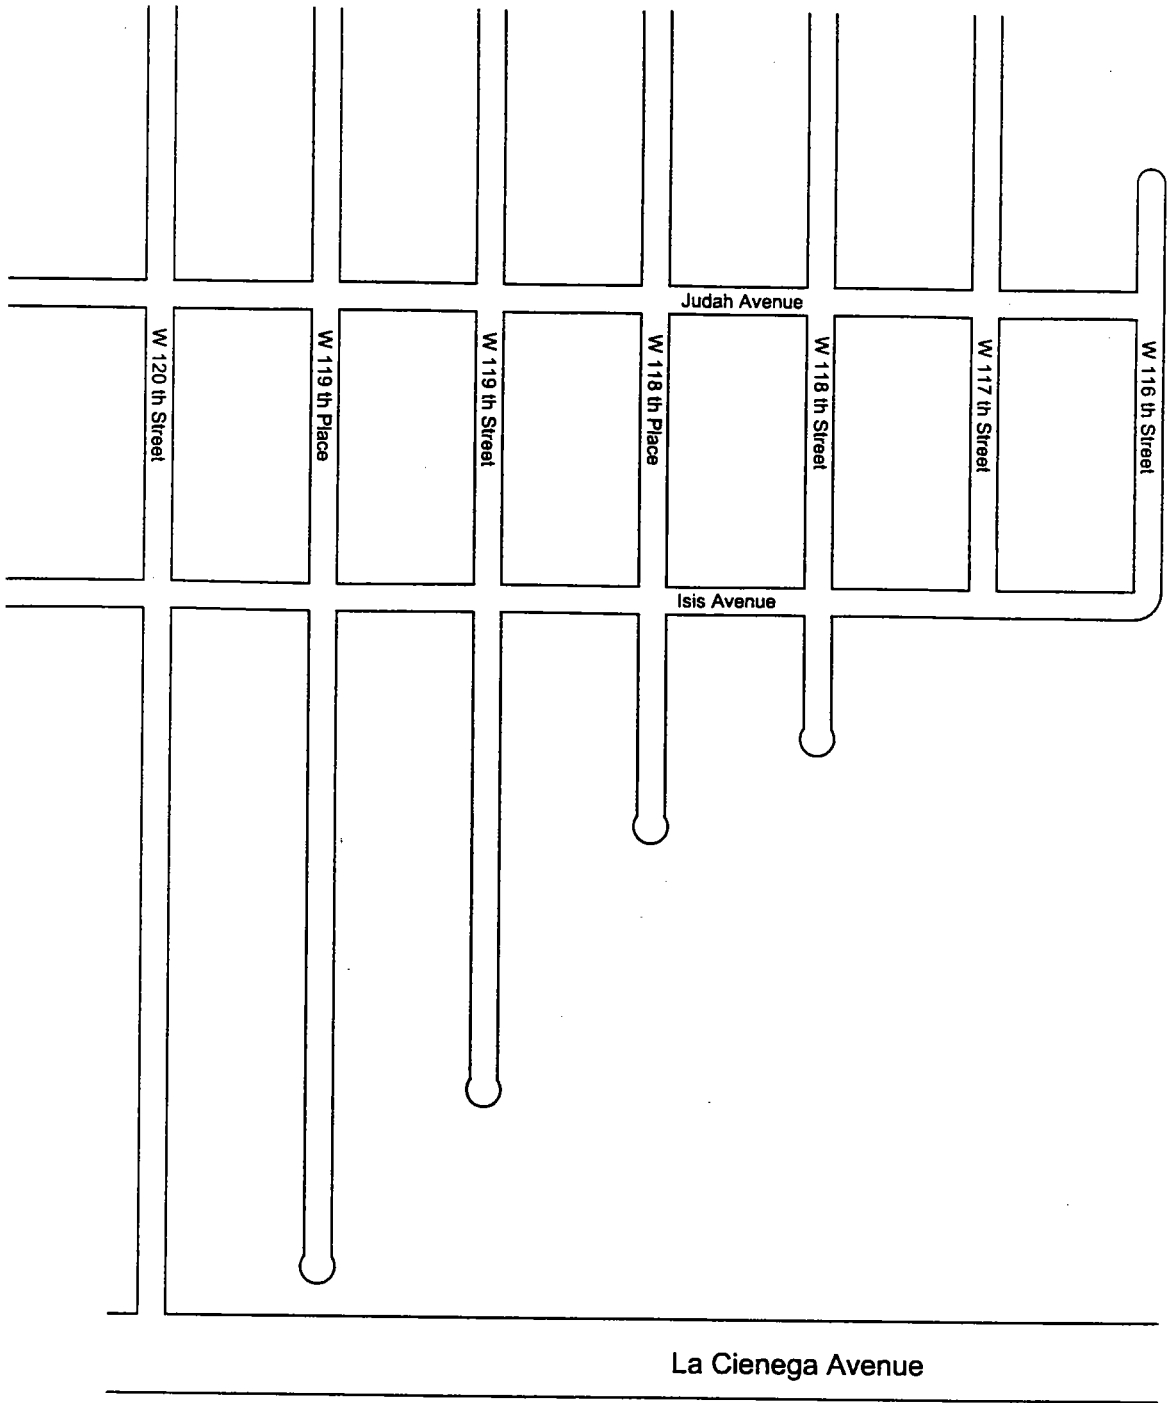 Judah Avenue
W 120 th Street
W 119 th Place
W 119 th Street
W 118 th Place
W 118 th Street
W 117 th Street
W 116 th Street
Isis Avenue
La Cienega Avenue